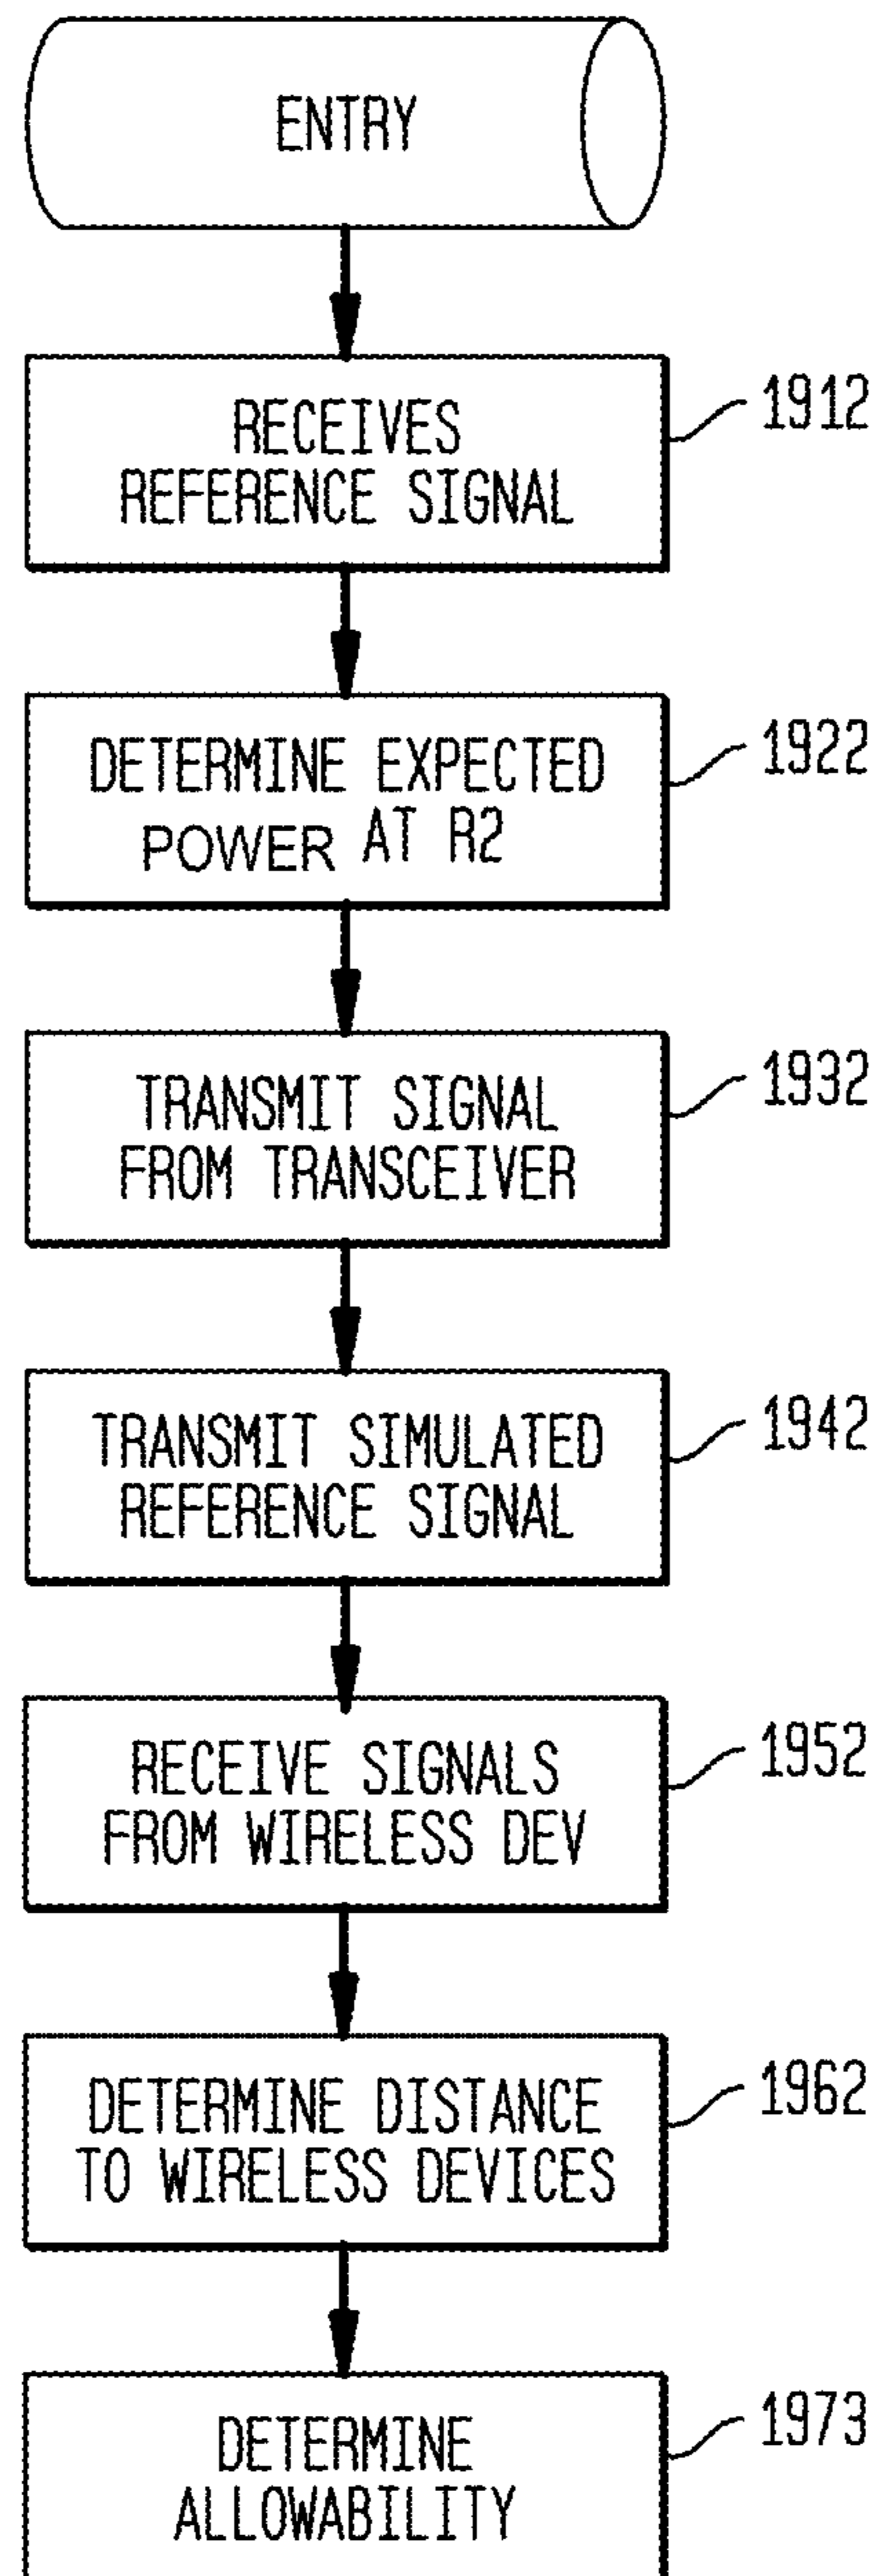 ENTRY
RECEIVES
REFERENCE SIGNAL
1912
DETERMINE EXPECTED
POWER AT R2
1922
TRANSMIT SIGNAL
FROM TRANSCEIVER
1932
TRANSMIT SIMULATED
REFERENCE SIGNAL
1942
RECEIVE SIGNALS
FROM WIRELESS DEV
1952
DETERMINE DISTANCE
TO WIRELESS DEVICES
1962
DETERMINE
ALLOWABILITY
1973